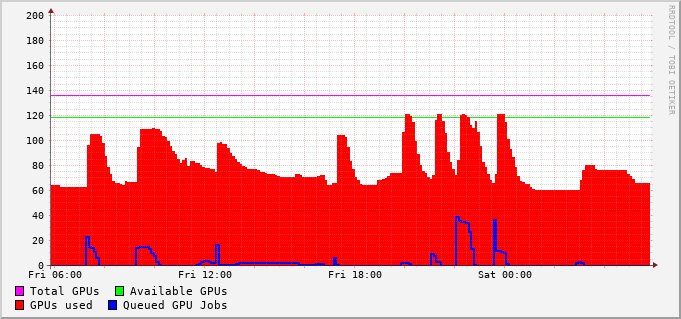 200
180
160
140
120
100
80
60
40
20
0
Fri 06:00 Fri 12:00 Fri 18:00 Sat 00:00
Total GPUs Available GPUs
GPUs used Queued GPU Jobs
RRDTOOL / TOBI OETIKER